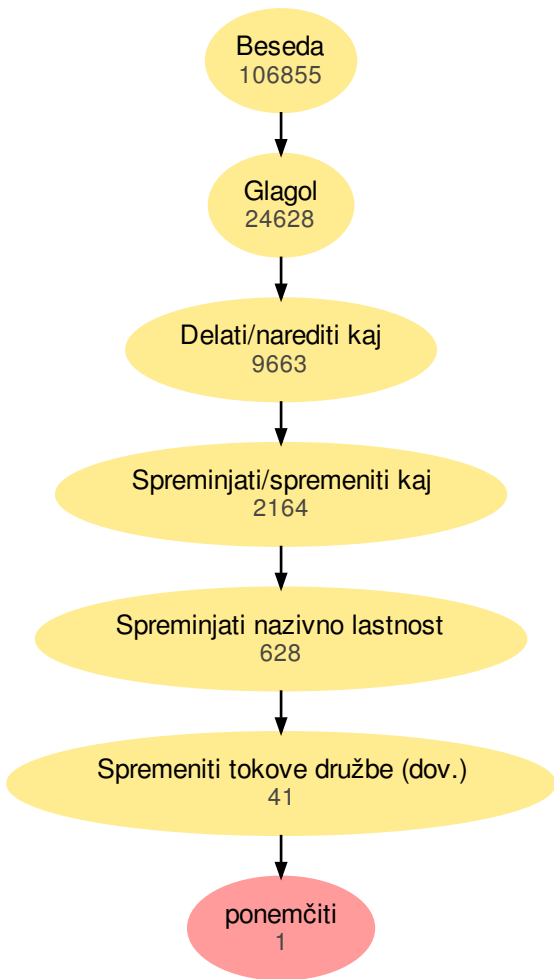 Beseda
106855
Glagol
24628
Delati/narediti kaj
9663
Spreminjati/spremeniti kaj
2164
Spreminjati nazivno lastnost
628
Spremeniti tokove družbe (dov.)
41
ponemčiti
1